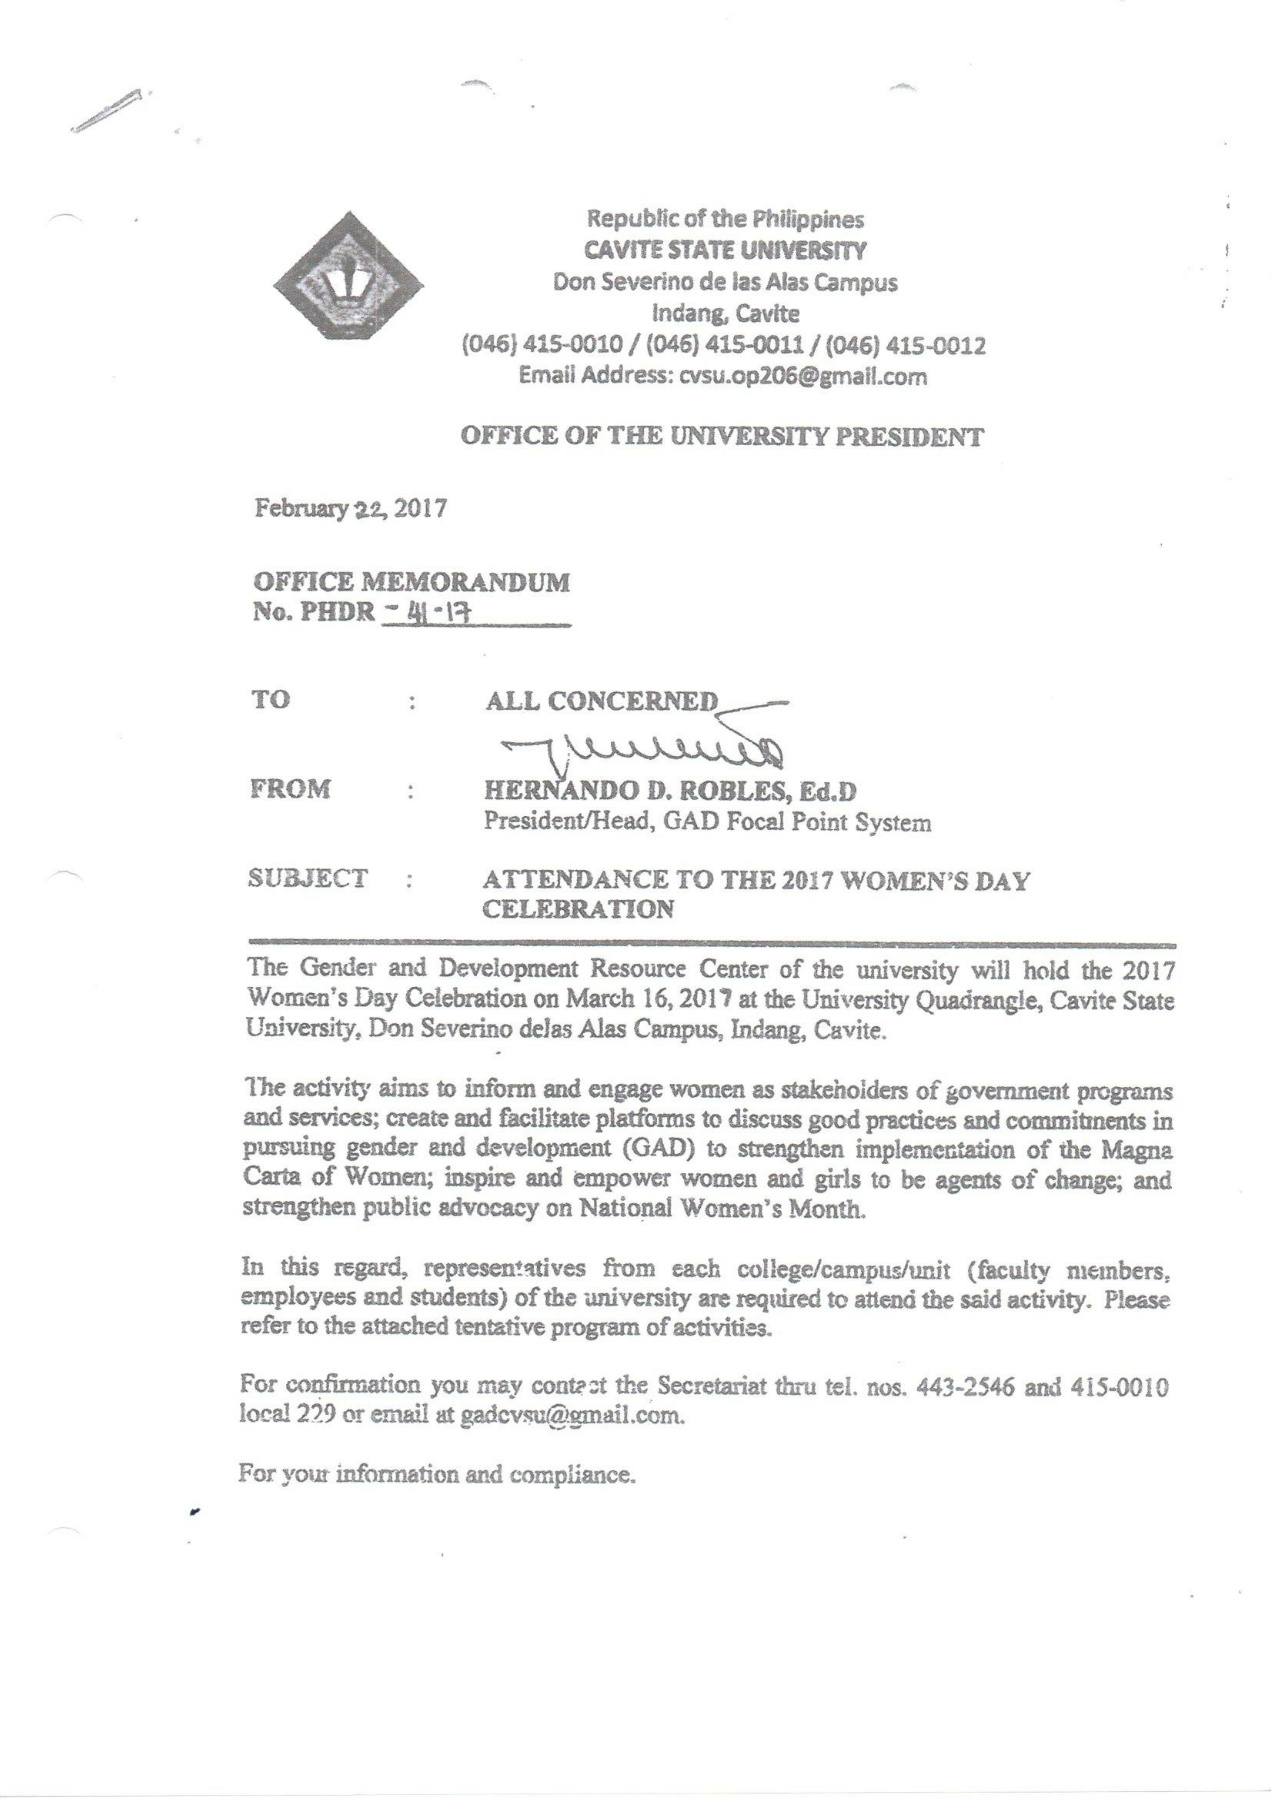 Republic of the Philippines
CAVITE STATE UNIVERSITY
Don Severino de las Alas Campus
Indang, Cavite
(046) 415-0010 / (046) 415-0011 / (046) 415-0012
Email Address: cvsu.op206@gmail.com
OFFICE OF THE UNIVERSITY PRESIDENT
February 22, 2017
OFFICE MEMORANDUM
No. PHDR - 41-17
TO : ALL CONCERNED
FROM : HERNANDO D. ROBLES, Ed.D
President/Head, GAD Focal Point System
SUBJECT : ATTENDANCE TO THE 2017 WOMEN'S DAY
CELEBRATION
The Gender and Development Resource Center of the university will hold the 2017
Women's Day Celebration on March 16, 2017 at the University Quadrangle, Cavite State
University, Don Severino delas Alas Campus, Indang, Cavite.
The activity aims to inform and engage women as stakeholders of government programs
and services; create and facilitate platforms to discuss good practices and commitments in
pursuing gender and development (GAD) to strengthen implementation of the Magna
Carta of Women; inspire and empower women and girls to be agents of change; and
strengthen public advocacy on National Women's Month.
In this regard, representatives from each college/campus/unit (faculty members,
employees and students) of the university are required to attend the said activity. Please
refer to the attached tentative program of activities.
For confirmation you may contact the Secretariat thru tel. nos. 443-2546 and 415-0010
local 229 or email at gadcvsu@gmail.com.
For your information and compliance.